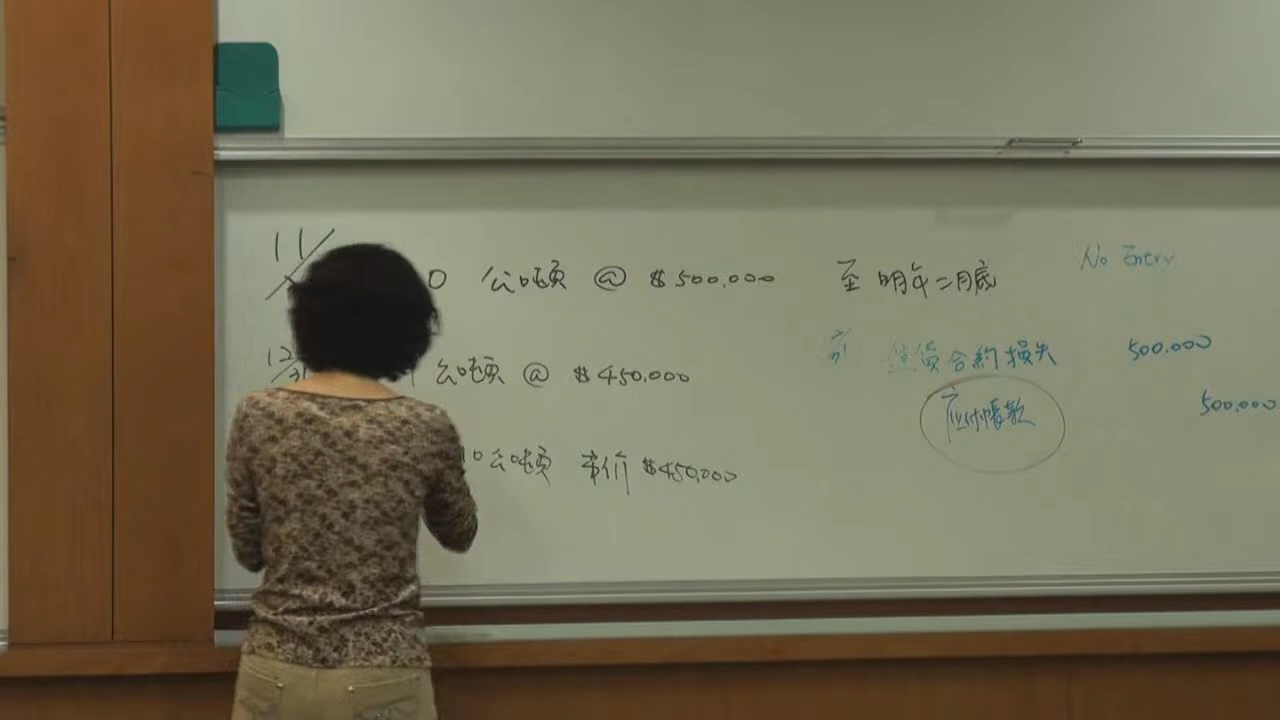 11/
0 公噸 @ $500,000 至 明年二月底 No Entry
12/31 公噸 @ $450,000
10公噸 市价 $450,000
進貨合約損失 500,000
应付帳款 500,000